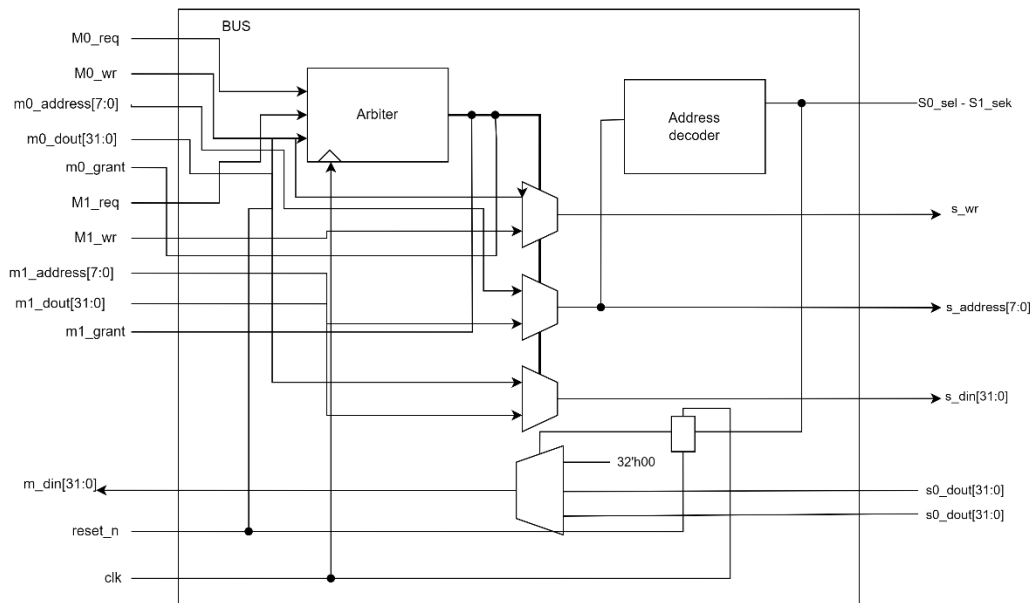 BUS
M0_req
M0_wr
m0_address[7:0]
m0_dout[31:0]
m0_grant
M1_req
M1_wr
m1_address[7:0]
m1_dout[31:0]
m1_grant
Arbiter
Address
decoder
S0_sel - S1_sek
s_wr
s_address[7:0]
s_din[31:0]
32'h00
m_din[31:0]
s0_dout[31:0]
s0_dout[31:0]
reset_n
clk